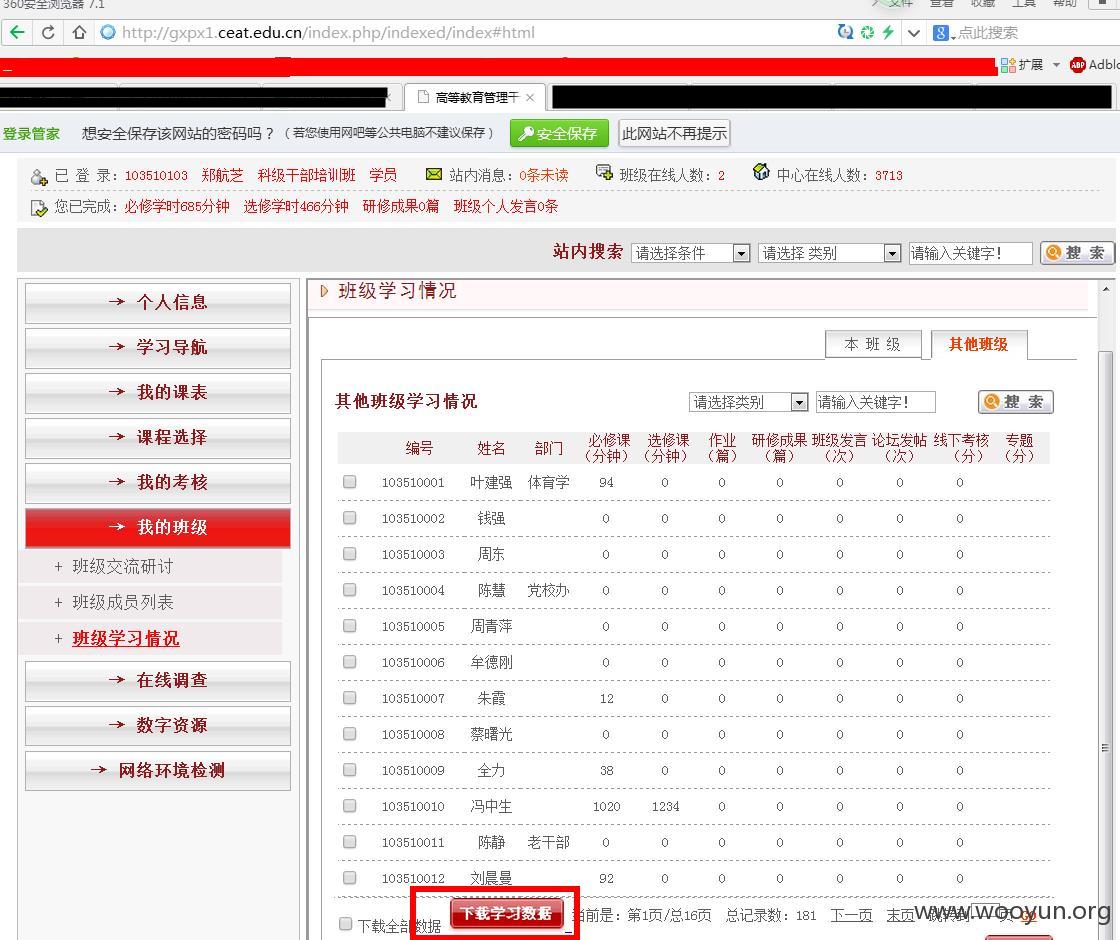 360安全浏览器 7.1
文件 查看 收藏 工具 帮助
http://gxpx1.ceat.edu.cn/index.php/indexed/index#html
点此搜索
扩展 Adblo
高等教育管理干
登录管家 想安全保存该网站的密码吗？（若您使用网吧等公共电脑不建议保存） 安全保存 此网站不再提示
已 登 录：103510103 郑航芝 科级干部培训班 学员 站内消息：0条未读 班级在线人数：2 中心在线人数：3713
您已完成：必修学时685分钟 选修学时466分钟 研修成果0篇 班级个人发言0条
站内搜索 请选择条件 请选择 类别 请输入关键字! 搜 索
→ 个人信息
→ 学习导航
→ 我的课表
→ 课程选择
→ 我的考核
→ 我的班级
+ 班级交流研讨
+ 班级成员列表
+ 班级学习情况
→ 在线调查
→ 数字资源
→ 网络环境检测
班级学习情况
本 班 级 其他班级
其他班级学习情况 请选择类别 请输入关键字! 搜 索
编号 姓名 部门 必修课（分钟） 选修课（分钟） 作业（篇） 研修成果（篇） 班级发言（次） 论坛发帖（次） 线下考核（分） 专题（分）
103510001 叶建强 体育学 94 0 0 0 0 0 0
103510002 钱强 0 0 0 0 0 0 0
103510003 周东 0 0 0 0 0 0 0
103510004 陈慧 党校办 0 0 0 0 0 0 0
103510005 周青萍 0 0 0 0 0 0 0
103510006 牟德刚 0 0 0 0 0 0 0
103510007 朱霞 12 0 0 0 0 0 0
103510008 蔡曙光 0 0 0 0 0 0 0
103510009 全力 38 0 0 0 0 0 0
103510010 冯中生 1020 1234 0 0 0 0 0
103510011 陈静 老干部 0 0 0 0 0 0 0
103510012 刘晨曼 92 0 0 0 0 0 0
下载全部数据 下载学习数据 当前是：第1页/总16页 总记录数：181 下一页 末页 跳转到 页 GO
www.wooyun.org